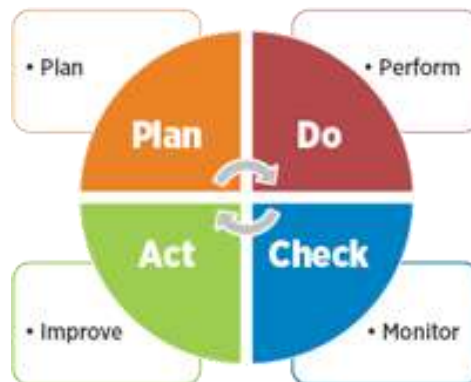 • Plan
• Perform
Plan
Do
Act
Check
• Improve
• Monitor